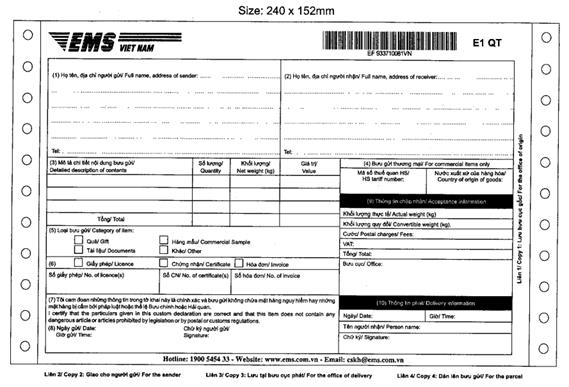 Size: 240 x 152mm
EMS VIET NAM
EF 933710081VN
E1 QT
(1) Họ tên, địa chỉ người gửi/ Full name, address of sender:
(2) Họ tên, địa chỉ người nhận/ Full name, address of receiver:
Tel:
Tel:
(3) Mô tả chi tiết nội dung bưu gửi/
Detailed description of contents
Số lượng/
Quantity
Khối lượng/
Net weight (kg)
Giá trị/
Value
(4) Bưu gửi thương mại/ For commercial items only
Mã số thuế quan HS/
HS tariff number:
Nước xuất xứ của hàng hóa/
Country of origin of goods:
(9) Thông tin chấp nhận/ Acceptance information
Khối lượng thực tế/ Actual weight (kg)
Khối lượng quy đổi/ Convertible weight (kg).
Cước/ Postal charges/ Fees:
VAT:
Tổng/ Total:
Bưu cục/ Office:
Tổng/ Total
(5) Loại bưu gửi/ Category of item:
Quà/ Gift
Hàng mẫu/ Commercial Sample
Tài liệu/ Documents
Khác/ Other
(6)
Giấy phép/ Licence
Chứng nhận/ Certificate
Hóa đơn/ Invoice
Số giấy phép/ No. of licence(s)
Số CN/ No. of certificate(s)
Số hóa đơn/ No. of invoice
(7) Tôi cam đoan những thông tin trong tờ khai này là chính xác và bưu gửi không chứa mặt hàng nguy hiểm hay những
mặt hàng bị cấm bởi pháp luật hoặc thể lệ Bưu chính hoặc Hải quan.
I certify that the particulars given in this custom declaration are correct and that this item does not contain any
dangerous article or articles prohibited by legislation or by postal or customs regulations.
(8) Ngày gửi/ Date:
Chữ ký người gửi/
Giờ gửi/ Time:
Signature:
(10) Thông tin phát/ Delivery information
Ngày/ Date:
Giờ/ Time:
Tên người nhận/ Person name:
Chữ ký/ Signature:
Liên 1/ Copy 1: Lưu bưu cục gốc/ For the office of origin
Hotline: 1900 5454 33 - Website: www.ems.com.vn - Email: cskh@ems.com.vn
Liên 2/ Copy 2: Giao cho người gửi/ For the sender
Liên 3/ Copy 3: Lưu tại bưu cục phát/ For the office of delivery
Liên 4/ Copy 4: Dán lên bưu gửi/ For the parcel